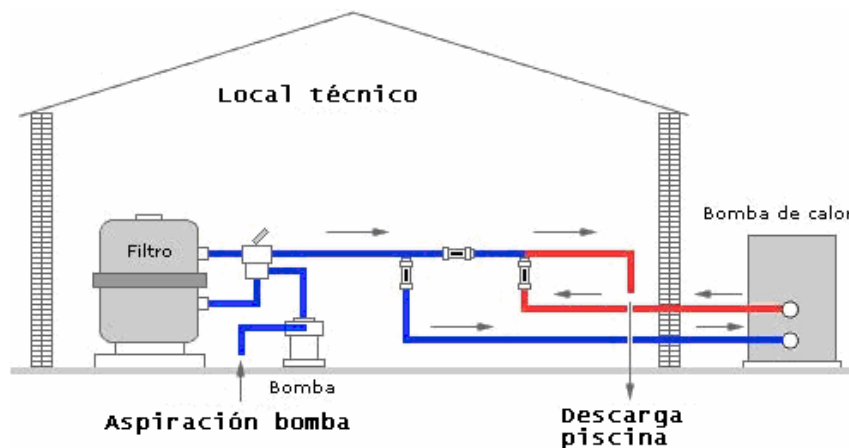 Local técnico
Bomba de calor
Filtro
Bomba
Aspiración bomba
Descarga
piscina